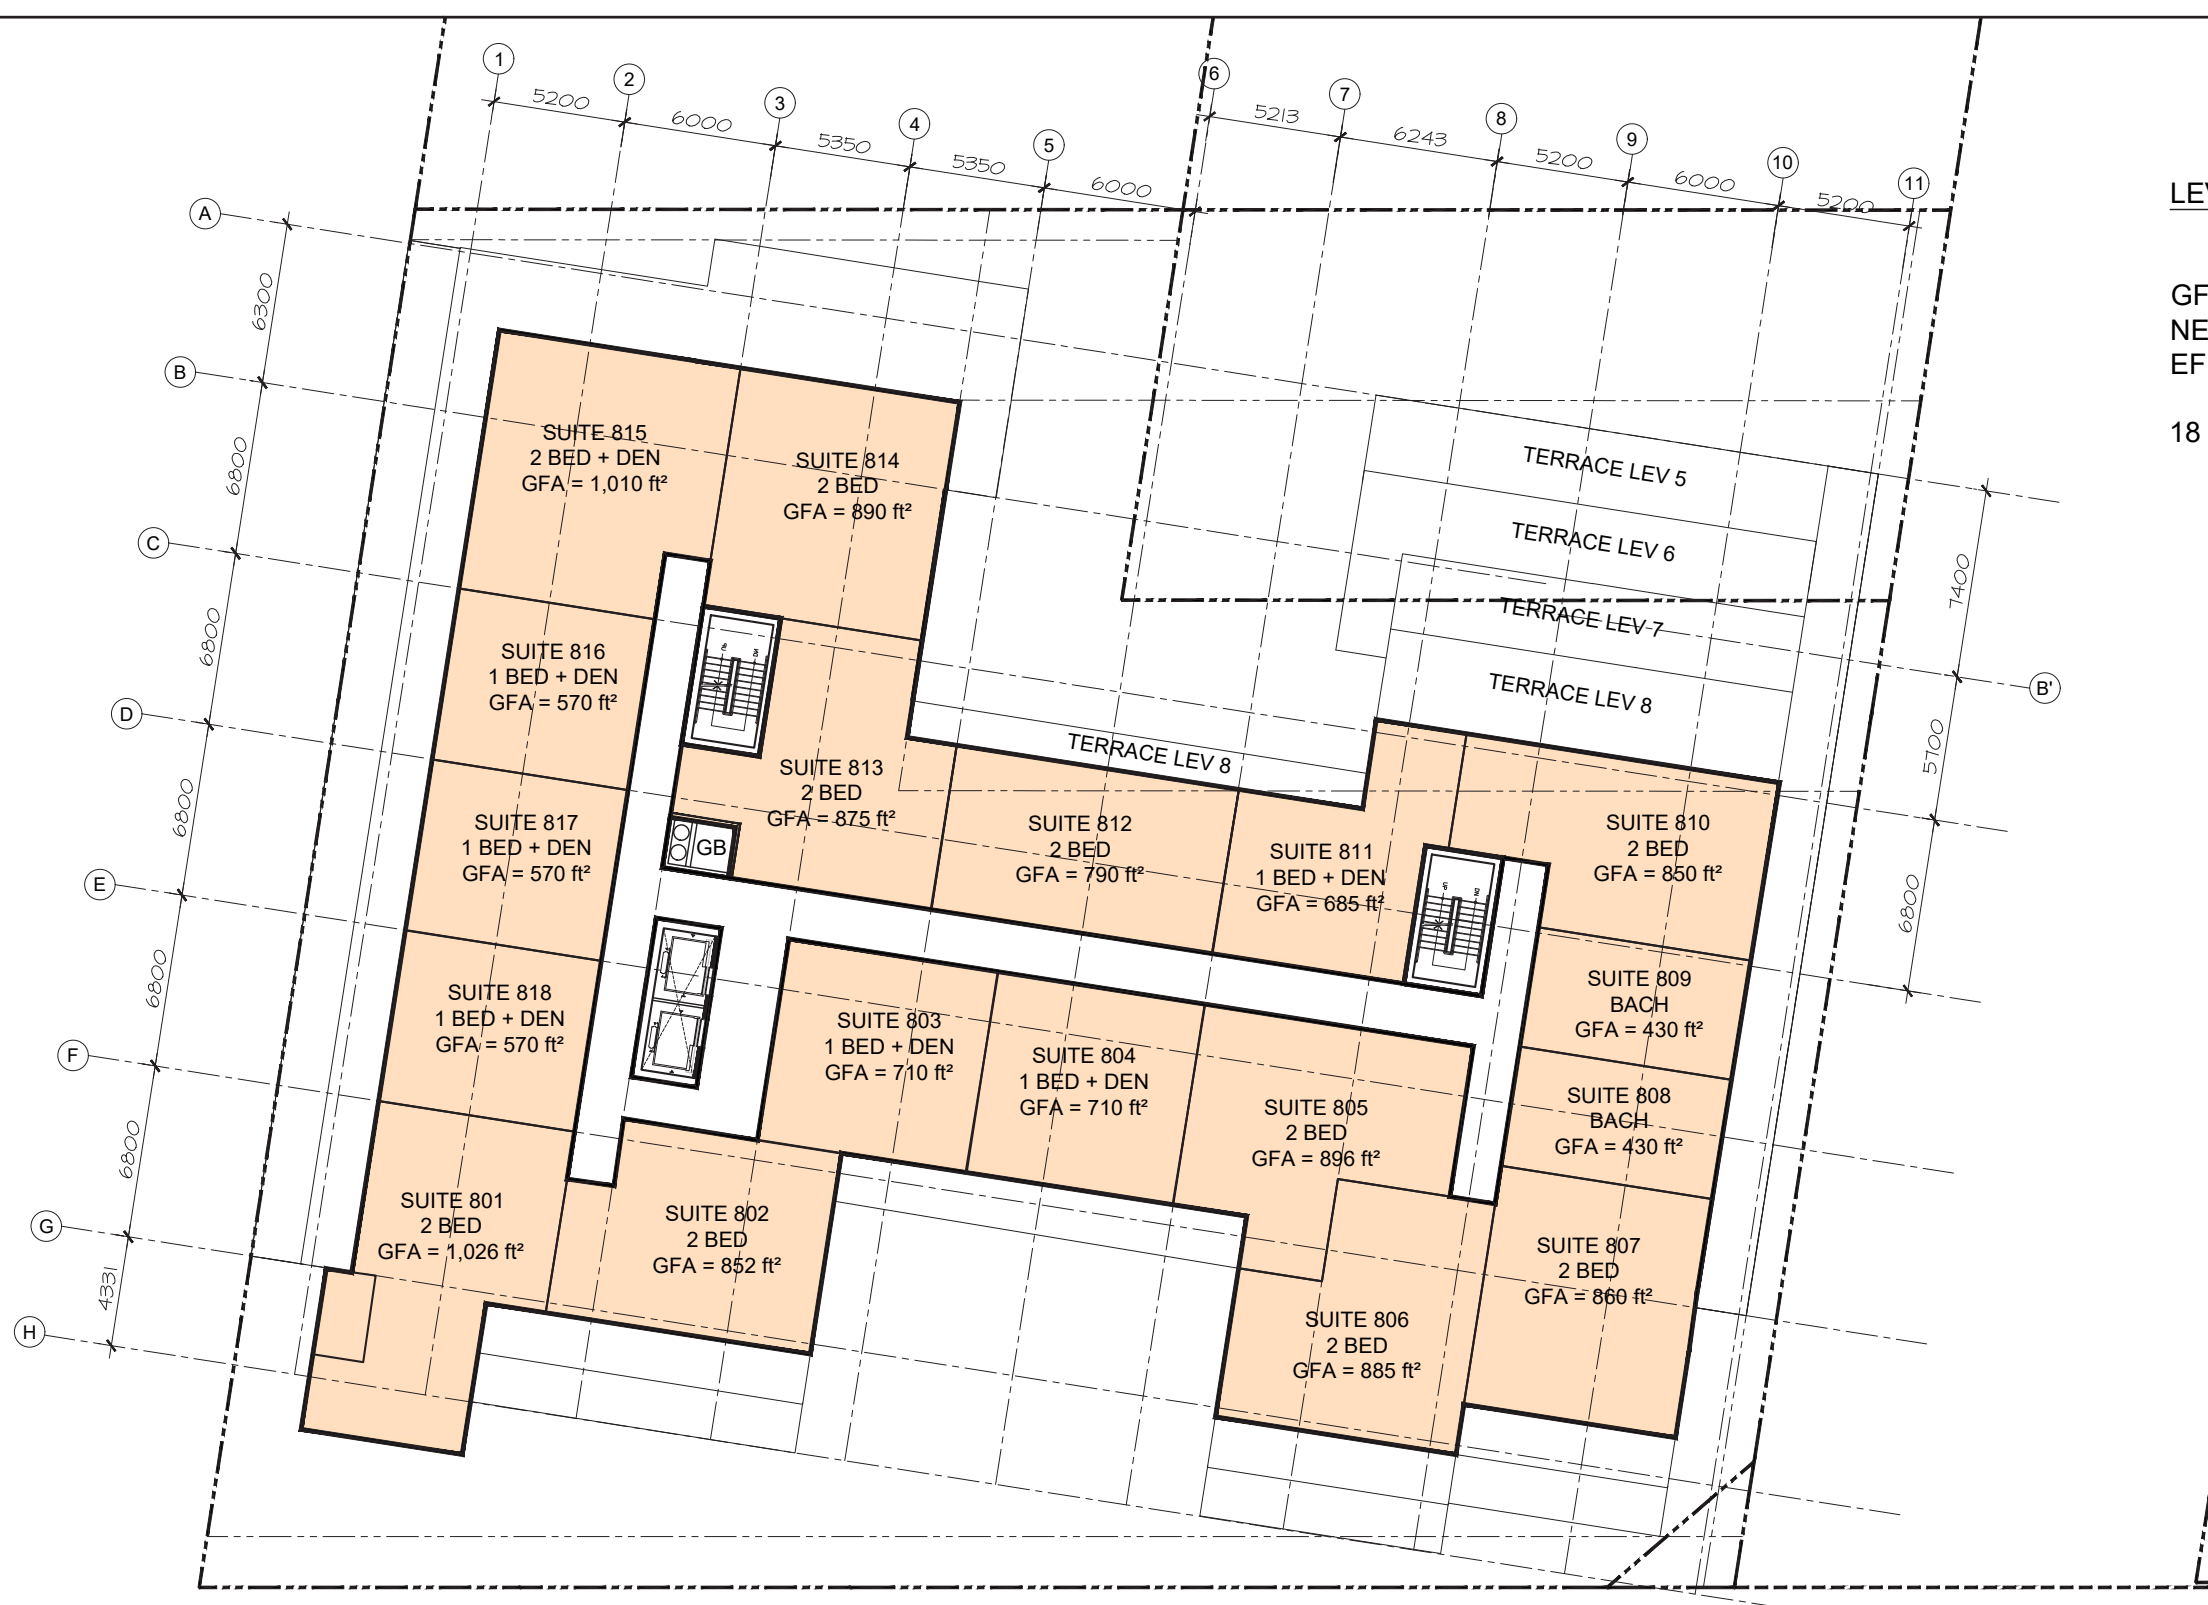 1
2
3
4
5
6
7
8
9
10
11
5200
6000
5350
5350
6000
5213
6243
5200
6000
5200
A
B
C
D
E
F
G
H
B'
6300
6800
6800
6800
6800
6800
4331
7400
5700
6800
TERRACE LEV 5
TERRACE LEV 6
TERRACE LEV 7
TERRACE LEV 8
TERRACE LEV 8
SUITE 815
2 BED + DEN
GFA = 1,010 ft²
SUITE 814
2 BED
GFA = 890 ft²
SUITE 816
1 BED + DEN
GFA = 570 ft²
UP
DN
SUITE 813
2 BED
GFA = 875 ft²
SUITE 817
1 BED + DEN
GFA = 570 ft²
GB
SUITE 812
2 BED
GFA = 790 ft²
SUITE 811
1 BED + DEN
GFA = 685 ft²
UP
DN
SUITE 810
2 BED
GFA = 850 ft²
SUITE 818
1 BED + DEN
GFA = 570 ft²
SUITE 803
1 BED + DEN
GFA = 710 ft²
SUITE 804
1 BED + DEN
GFA = 710 ft²
SUITE 805
2 BED
GFA = 896 ft²
SUITE 809
BACH
GFA = 430 ft²
SUITE 808
BACH
GFA = 430 ft²
SUITE 801
2 BED
GFA = 1,026 ft²
SUITE 802
2 BED
GFA = 852 ft²
SUITE 806
2 BED
GFA = 885 ft²
SUITE 807
2 BED
GFA = 860 ft²
18